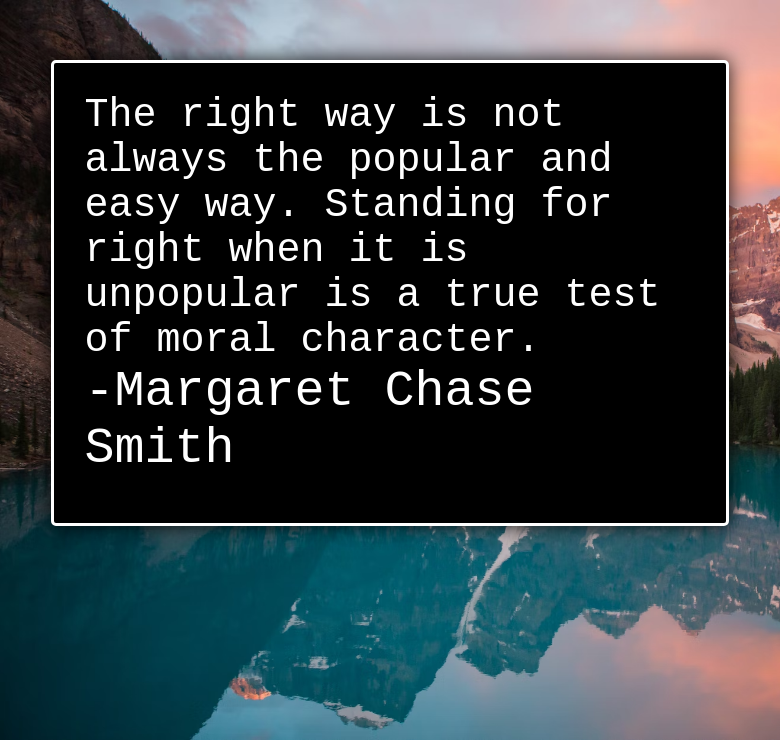 The right way is not
always the popular and
easy way. Standing for
right when it is
unpopular is a true test
of moral character.
-Margaret Chase
Smith